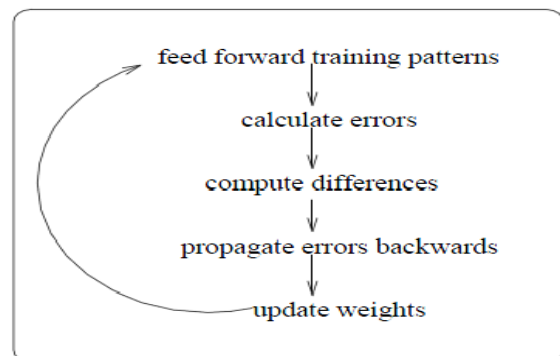 feed forward training patterns
calculate errors
compute differences
propagate errors backwards
update weights